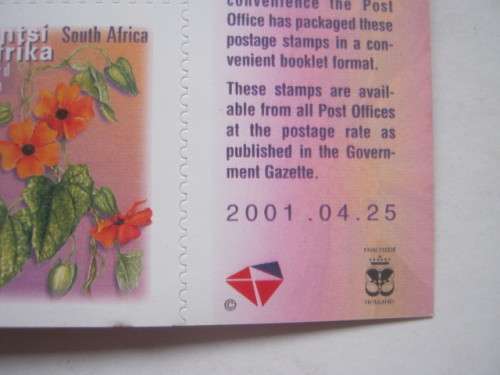 ntsi
frika
South Africa
convenience the Post
Office has packaged these
postage stamps in a con-
venient booklet format.
These stamps are avail-
able from all Post Offices
at the postage rate as
published in the Govern-
ment Gazette.
2001.04.25
©
ENSCHEDÉ
HOLLAND